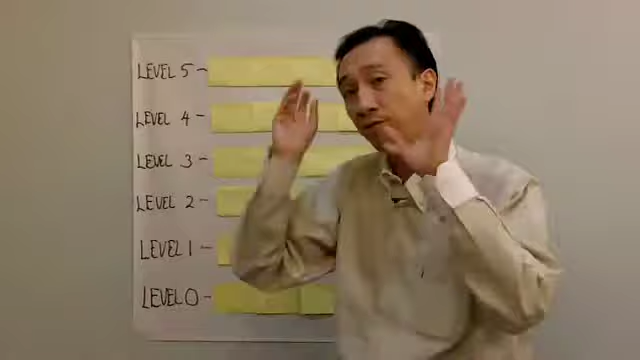 LEVEL 5 -
LEVEL 4 -
LEVEL 3 -
LEVEL 2 -
LEVEL 1 -
LEVEL 0 -